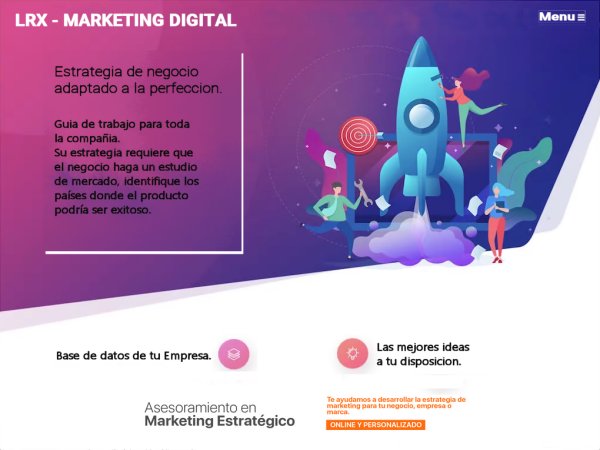 LRX - MARKETING DIGITAL
Menu
Estrategia de negocio
adaptado a la perfeccion.
Guia de trabajo para toda
la compañia.
Su estrategia requiere que
el negocio haga un estudio
de mercado, identifique los
países donde el producto
podría ser exitoso.
Base de datos de tu Empresa.
Las mejores ideas
a tu disposicion.
Asesoramiento en
Marketing Estratégico
Te ayudamos a desarrollar la estrategia de
marketing para tu negocio, empresa o
marca.
ONLINE Y PERSONALIZADO